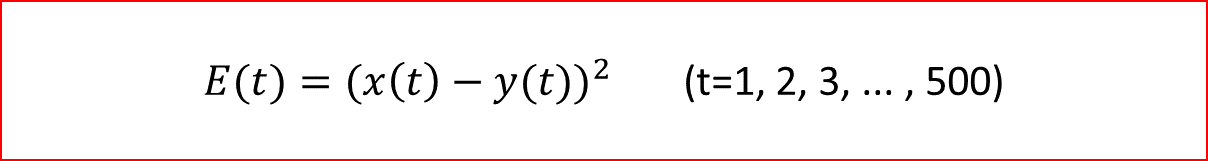 E(t) = (x(t) − y(t))² (t=1, 2, 3, ... , 500)